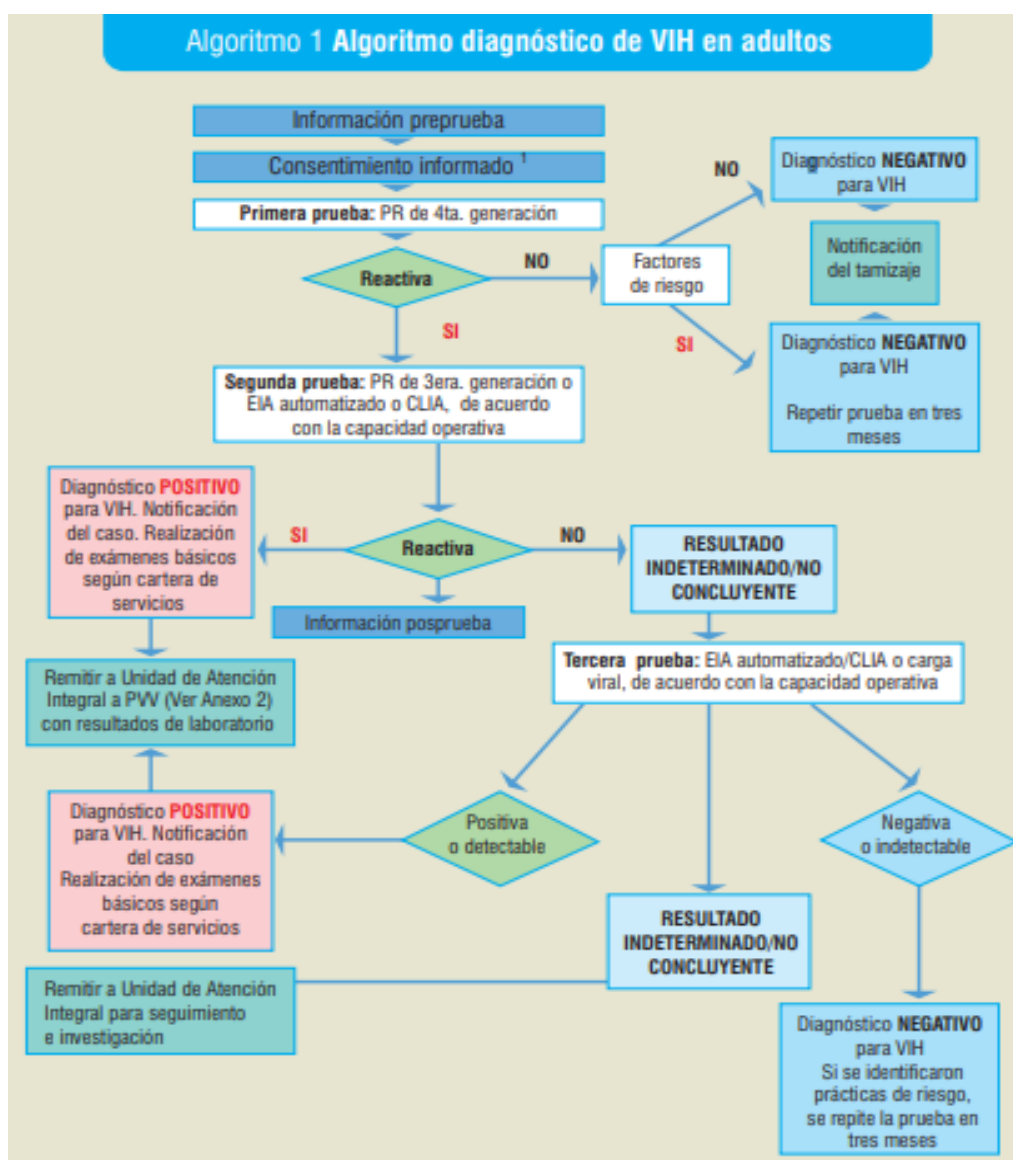 Algoritmo 1 Algoritmo diagnóstico de VIH en adultos
Información preprueba
Consentimiento informado 1
Primera prueba: PR de 4ta. generación
Reactiva
NO
Factores
de riesgo
NO
Diagnóstico NEGATIVO
para VIH
Notificación
del tamizaje
SI
Diagnóstico NEGATIVO
para VIH
Repetir prueba en tres
meses
SI
Segunda prueba: PR de 3era. generación o
EIA automatizado o CLIA, de acuerdo
con la capacidad operativa
Reactiva
SI
Diagnóstico POSITIVO
para VIH. Notificación
del caso. Realización
de exámenes básicos
según cartera de
servicios
Información posprueba
NO
RESULTADO
INDETERMINADO/NO
CONCLUYENTE
Remitir a Unidad de Atención
Integral a PVV (Ver Anexo 2)
con resultados de laboratorio
Tercera prueba: EIA automatizado/CLIA o carga
viral, de acuerdo con la capacidad operativa
Diagnóstico POSITIVO
para VIH. Notificación
del caso
Realización de exámenes
básicos según
cartera de servicios
Positiva
o detectable
Negativa
o indetectable
RESULTADO
INDETERMINADO/NO
CONCLUYENTE
Remitir a Unidad de Atención
Integral para seguimiento
e investigación
Diagnóstico NEGATIVO
para VIH
Si se identificaron
prácticas de riesgo,
se repite la prueba en
tres meses